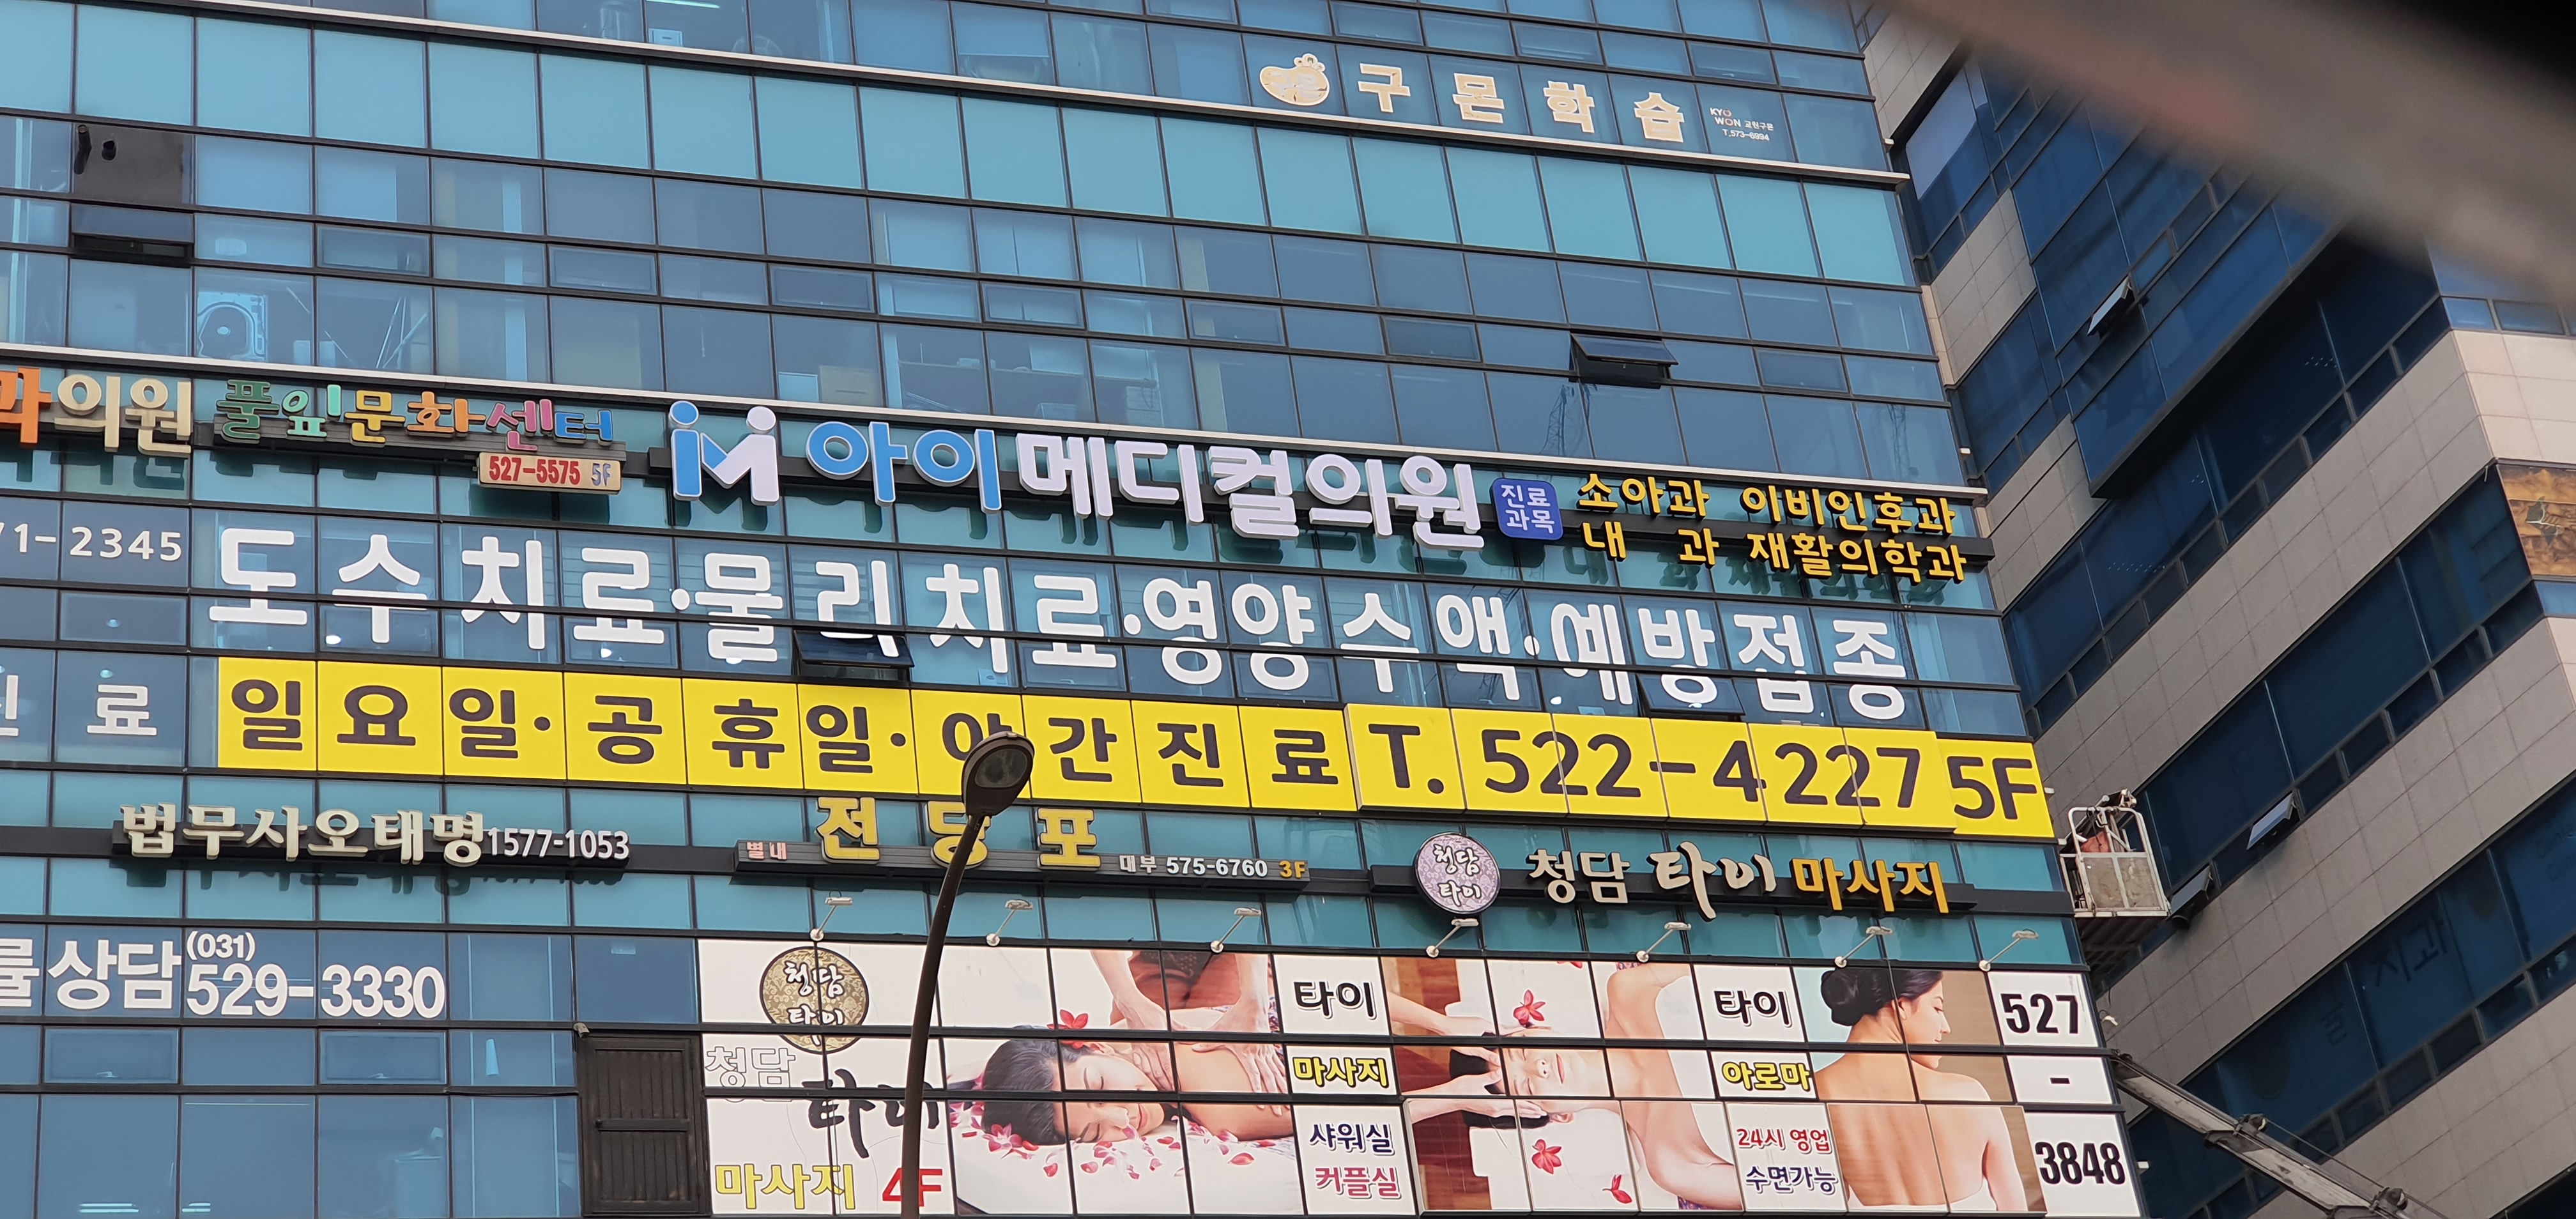 구몬학습
KYO
WON 교원구몬
T.573-6994
과의원
풀잎문화센터
527-5575 5F
아이메디컬의원
진료
과목
소아과 이비인후과
내 과 재활의학과
71-2345
도수치료·물리치료·영양수액·예방접종
진료
일요일·공휴일·야간진료 T. 522-4227 5F
법무사오태명 1577-1053
별내 전당포 대부 575-6760 3F
청담
타이
청담 타이 마사지
률상담 (031)
529-3330
청담
타이
청담
타이
마사지 4F
타이
마사지
샤워실
커플실
타이
아로마
24시 영업
수면가능
527
-
3848
치과